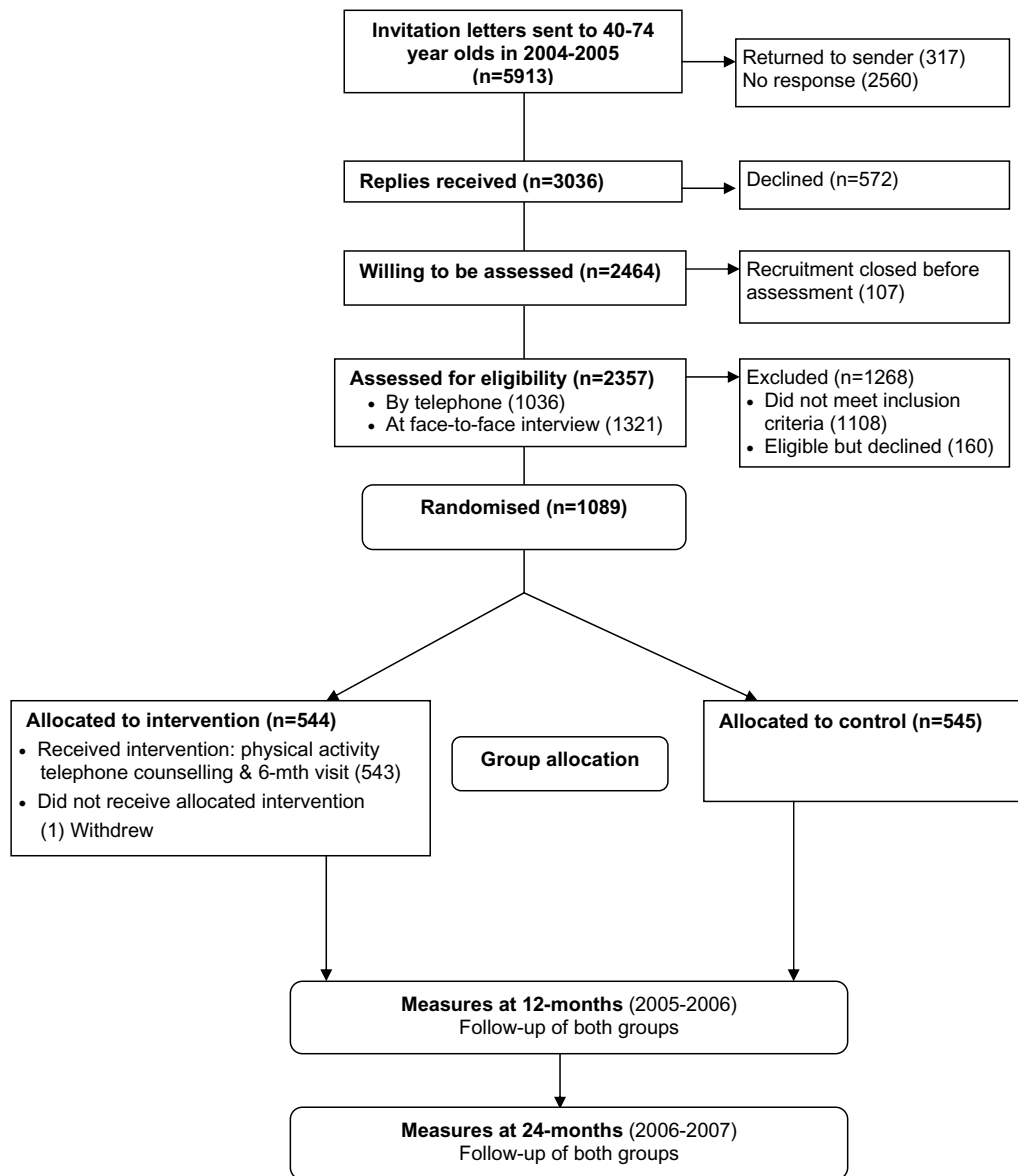 Invitation letters sent to 40-74
year olds in 2004-2005
(n=5913)
Returned to sender (317)
No response (2560)
Replies received (n=3036)
Declined (n=572)
Willing to be assessed (n=2464)
Recruitment closed before
assessment (107)
Assessed for eligibility (n=2357)
• By telephone (1036)
• At face-to-face interview (1321)
Excluded (n=1268)
• Did not meet inclusion
criteria (1108)
• Eligible but declined (160)
Randomised (n=1089)
Allocated to intervention (n=544)
• Received intervention: physical activity
telephone counselling & 6-mth visit (543)
• Did not receive allocated intervention
(1) Withdrew
Group allocation
Allocated to control (n=545)
Measures at 12-months (2005-2006)
Follow-up of both groups
Measures at 24-months (2006-2007)
Follow-up of both groups